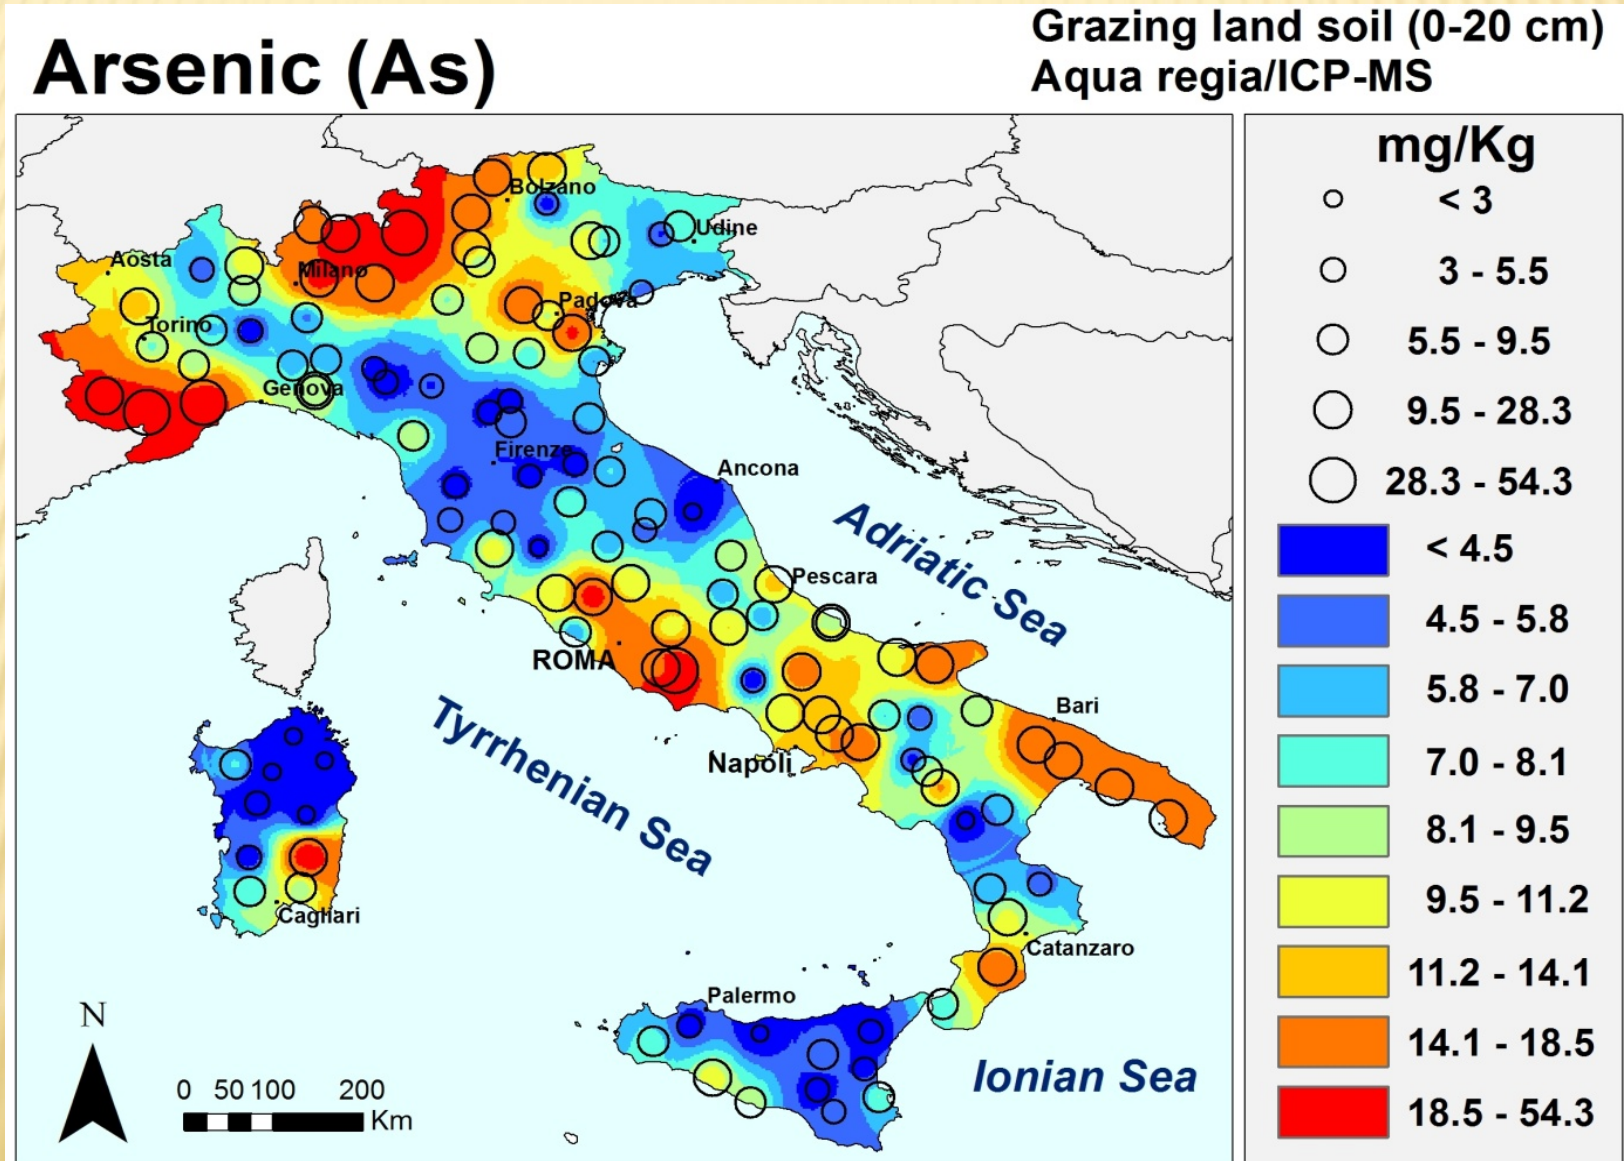 Arsenic (As)
Grazing land soil (0-20 cm)
Aqua regia/ICP-MS
mg/Kg
< 3
3 - 5.5
5.5 - 9.5
9.5 - 28.3
28.3 - 54.3
< 4.5
4.5 - 5.8
5.8 - 7.0
7.0 - 8.1
8.1 - 9.5
9.5 - 11.2
11.2 - 14.1
14.1 - 18.5
18.5 - 54.3
Bolzano
Udine
Aosta
Milano
Padova
Torino
Genova
Firenze
Ancona
Adriatic Sea
Pescara
ROMA
Bari
Tyrrhenian Sea
Napoli
Cagliari
Catanzaro
Palermo
Ionian Sea
N
0 50 100 200
Km